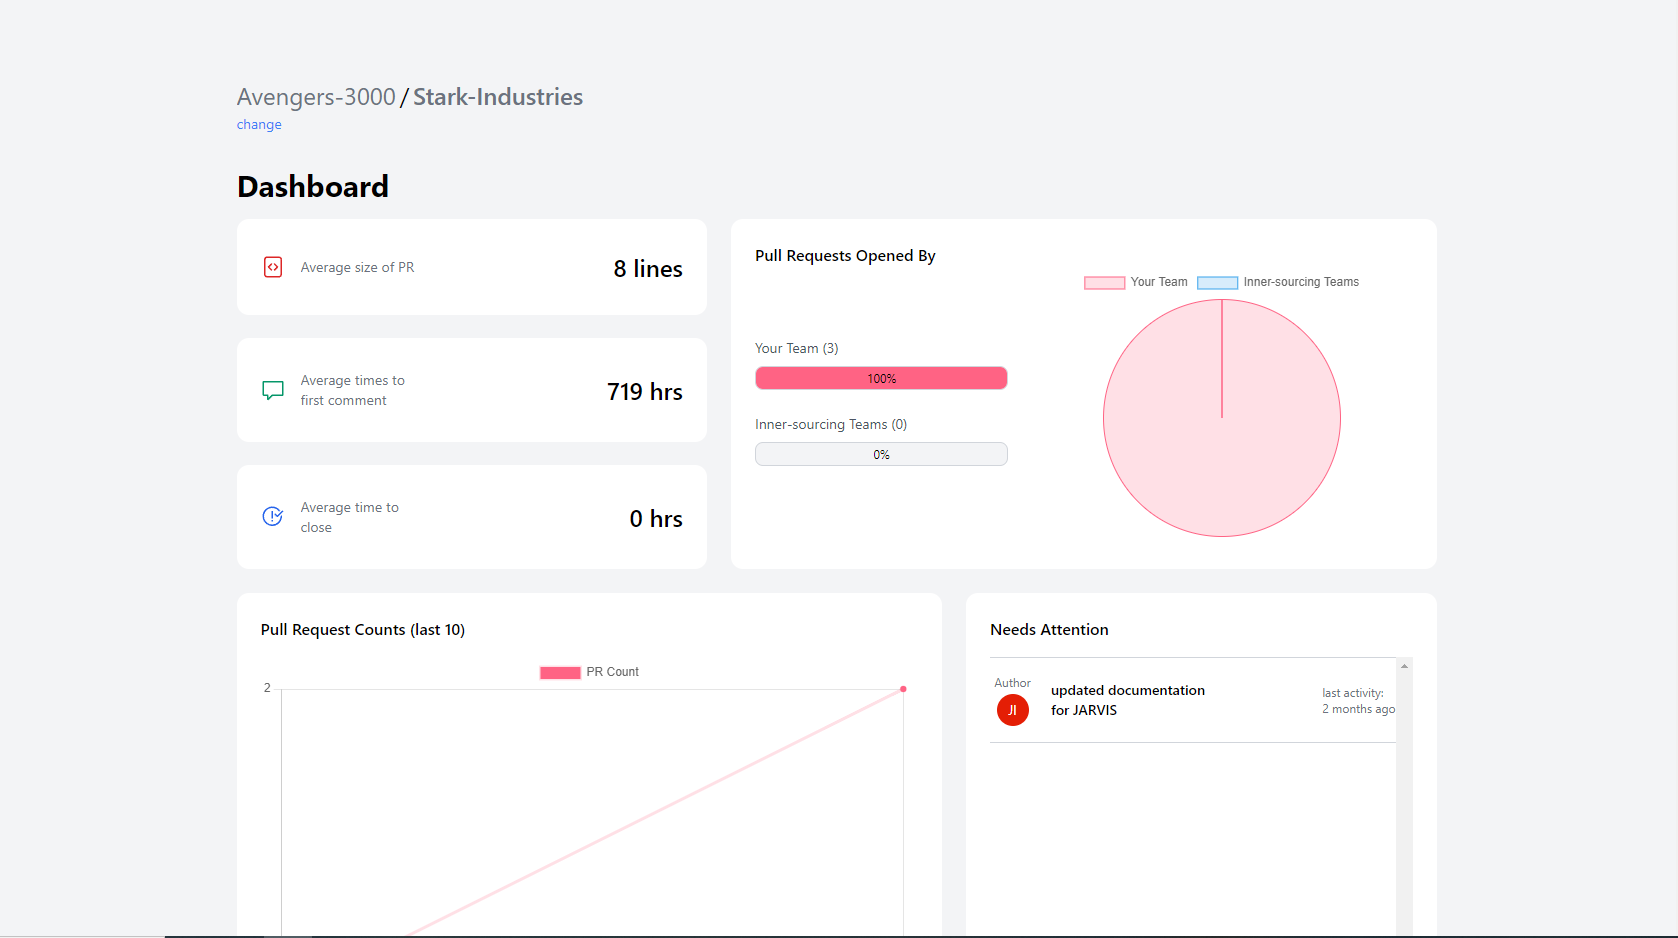 Avengers-3000 / Stark-Industries
change
Dashboard
Average size of PR
8 lines
Average times to
first comment
719 hrs
Average time to
close
0 hrs
Pull Requests Opened By
Your Team (3)
100%
Inner-sourcing Teams (0)
0%
Your Team
Inner-sourcing Teams
Pull Request Counts (last 10)
PR Count
2
Needs Attention
Author
JI
updated documentation
for JARVIS
last activity:
2 months ago